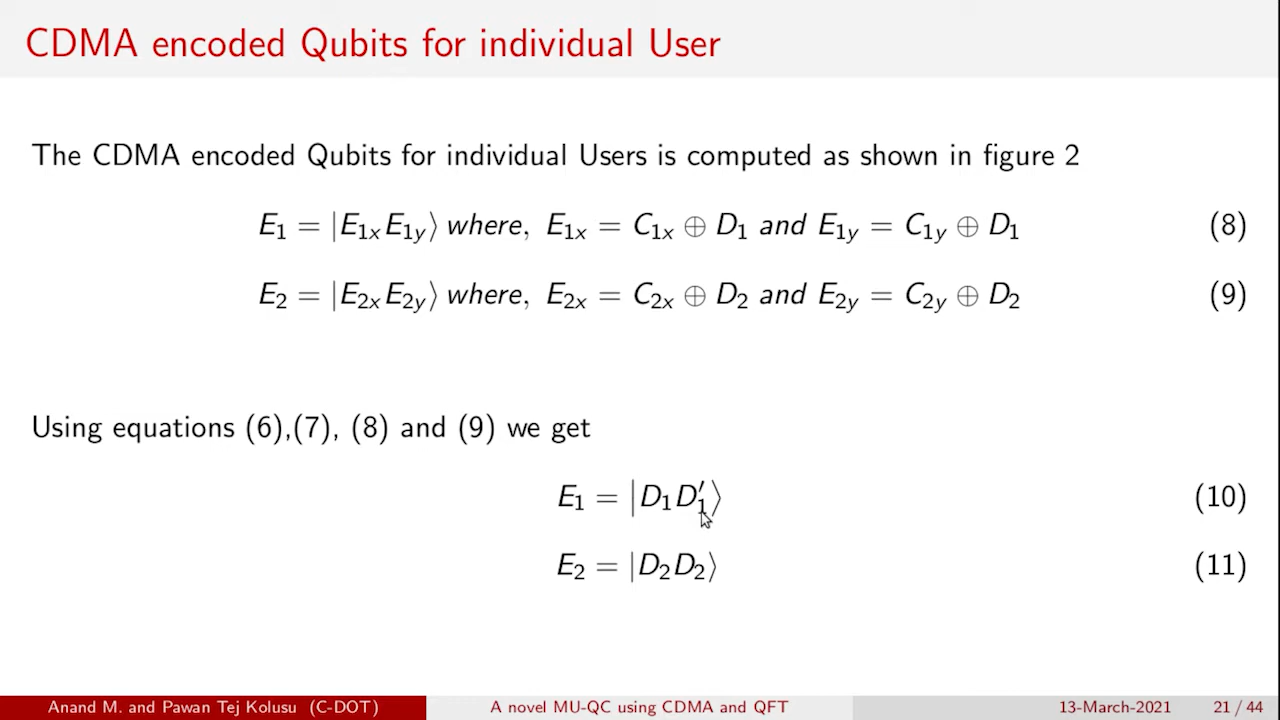 CDMA encoded Qubits for individual User
The CDMA encoded Qubits for individual Users is computed as shown in figure 2
E₁ = |E₁ₓE₁ᵧ⟩ where, E₁ₓ = C₁ₓ ⊕ D₁ and E₁ᵧ = C₁ᵧ ⊕ D₁ (8)
E₂ = |E₂ₓE₂ᵧ⟩ where, E₂ₓ = C₂ₓ ⊕ D₂ and E₂ᵧ = C₂ᵧ ⊕ D₂ (9)
Using equations (6),(7), (8) and (9) we get
E₁ = |D₁D₁′⟩ (10)
E₂ = |D₂D₂⟩ (11)
Anand M. and Pawan Tej Kolusu (C-DOT) A novel MU-QC using CDMA and QFT 13-March-2021 21 / 44